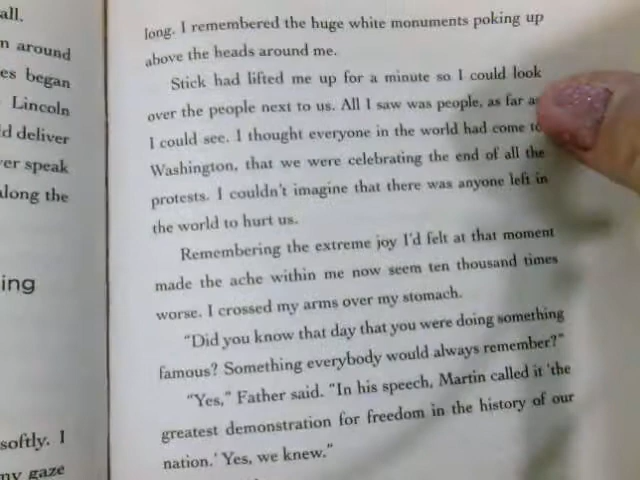 all.
n around
es began
Lincoln
d deliver
er speak
along the
ing
softly. I
my gaze
long. I remembered the huge white monuments poking up
above the heads around me.
Stick had lifted me up for a minute so I could look
over the people next to us. All I saw was people, as far as
I could see. I thought everyone in the world had come to
Washington, that we were celebrating the end of all the
protests. I couldn't imagine that there was anyone left in
the world to hurt us.
Remembering the extreme joy I'd felt at that moment
made the ache within me now seem ten thousand times
worse. I crossed my arms over my stomach.
"Did you know that day that you were doing something
famous? Something everybody would always remember?"
"Yes," Father said. "In his speech, Martin called it 'the
greatest demonstration for freedom in the history of our
nation.' Yes, we knew."